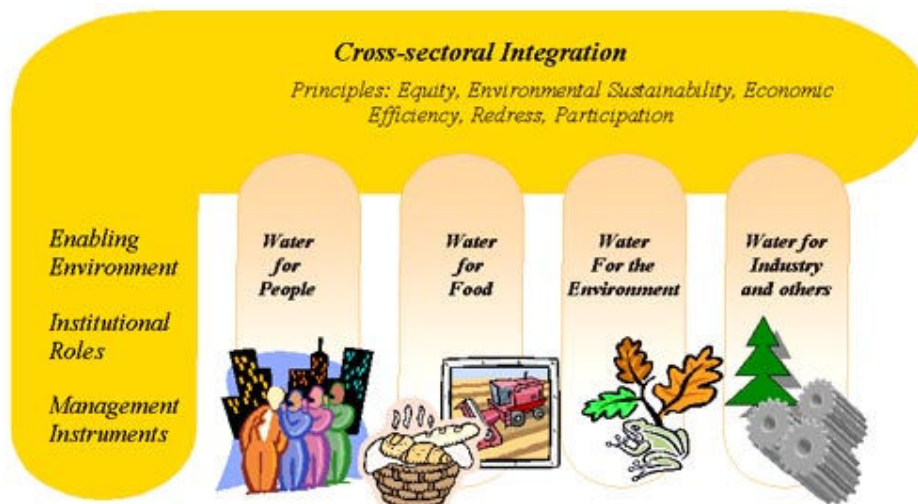 Cross-sectoral Integration
Principles: Equity, Environmental Sustainability, Economic
Efficiency, Redress, Participation
Enabling
Environment
Institutional
Roles
Management
Instruments
Water
for
People
Water
for
Food
Water
For the
Environment
Water for
Industry
and others